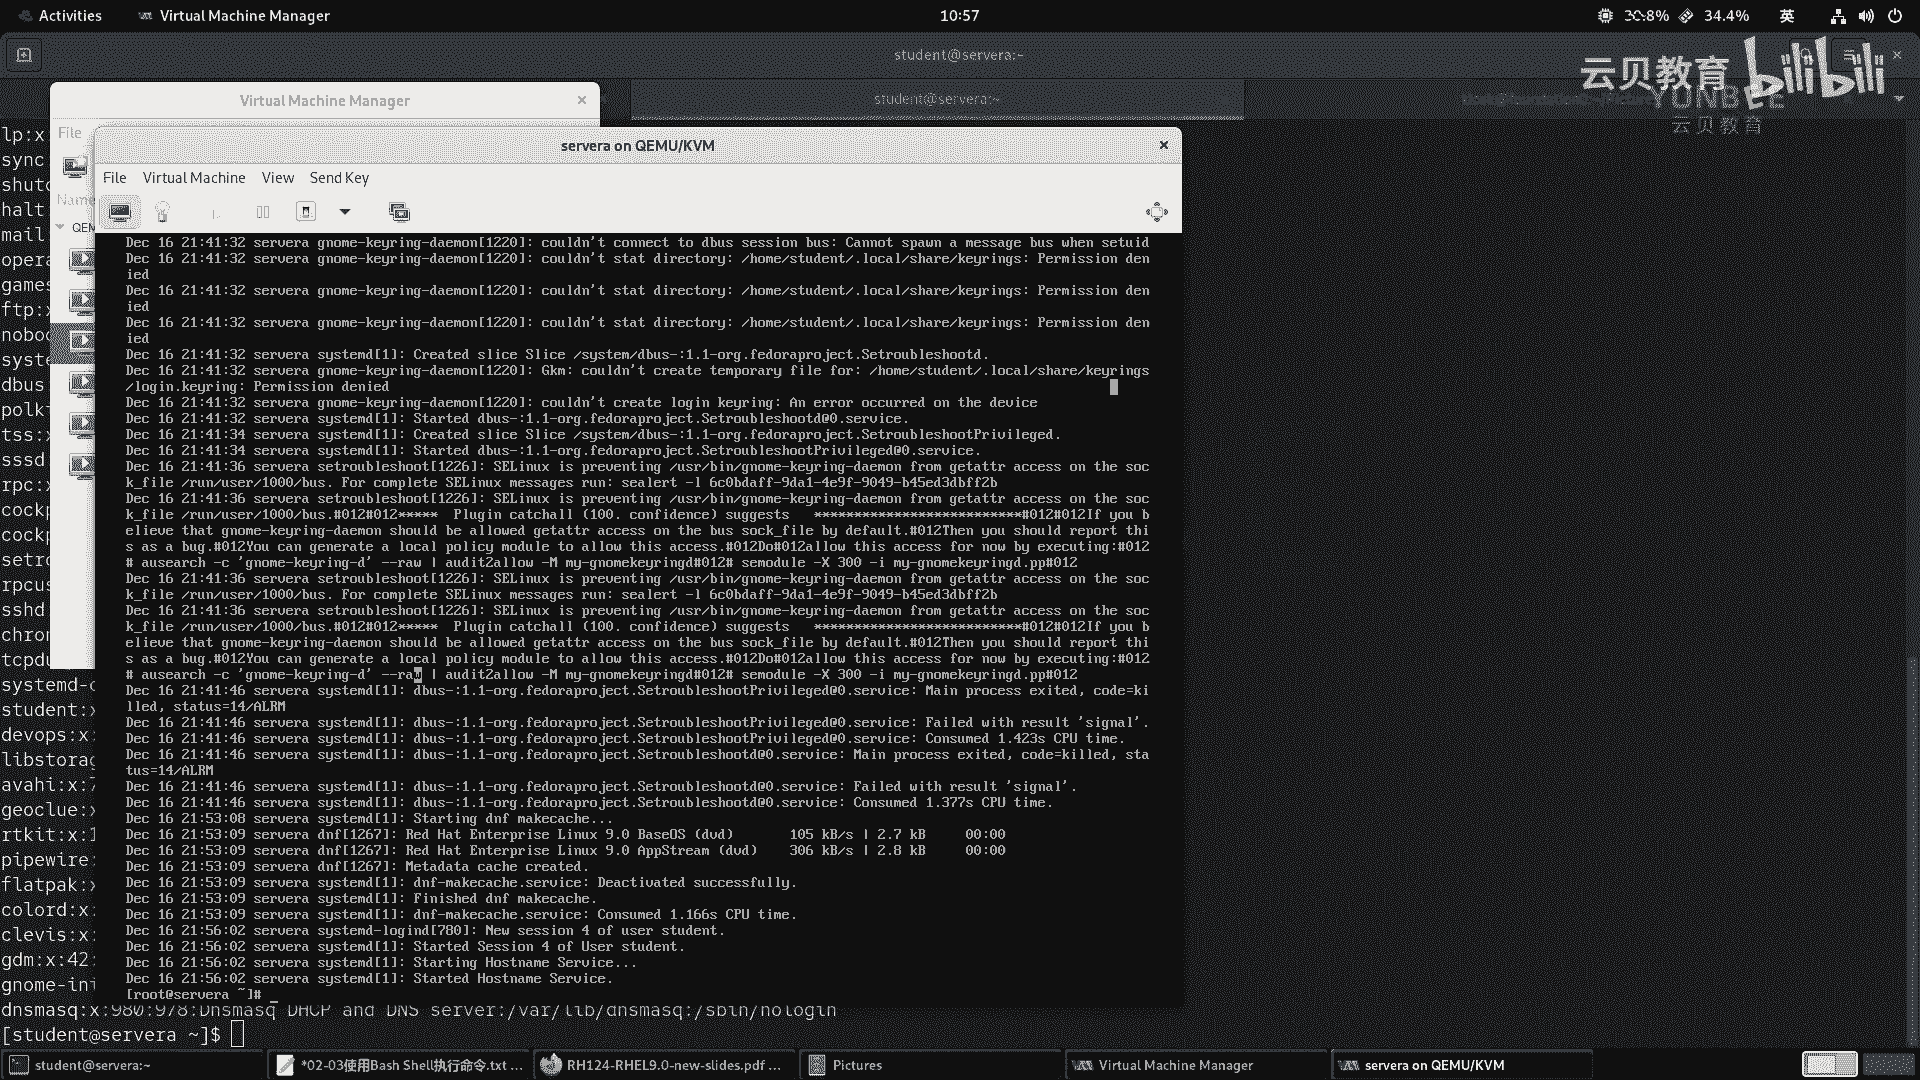 Activities
Virtual Machine Manager
10:57
30.8%
34.4%
英
student@servera:~
云贝教育
bilibili
YUNBEE
云贝教育
Virtual Machine Manager
student@servera:~
File
Name
QEM
servera on QEMU/KVM
File Virtual Machine View Send Key
lp:x
sync
shutd
halt
mail
opera
games
ftp:x
nobod
syste
dbus
polki
tss:x
sssd
rpc:x
cockp
cockp
setro
rpcus
sshd
chron
tcpdu
systemd-c
student:x
devops:x:
libstorag
avahi:x:7
geoclue:x
rtkit:x:1
pipewire:
flatpak:x
colord:x:
clevis:x:
gdm:x:42:
gnome-ini
Dec 16 21:41:32 servera gnome-keyring-daemon[1220]: couldn't connect to dbus session bus: Cannot spawn a message bus when setuid
Dec 16 21:41:32 servera gnome-keyring-daemon[1220]: couldn't stat directory: /home/student/.local/share/keyrings: Permission den
ied
Dec 16 21:41:32 servera gnome-keyring-daemon[1220]: couldn't stat directory: /home/student/.local/share/keyrings: Permission den
ied
Dec 16 21:41:32 servera gnome-keyring-daemon[1220]: couldn't stat directory: /home/student/.local/share/keyrings: Permission den
ied
Dec 16 21:41:32 servera systemd[1]: Created slice Slice /system/dbus-:1.1-org.fedoraproject.Setroubleshootd.
Dec 16 21:41:32 servera gnome-keyring-daemon[1220]: Gkm: couldn't create temporary file for: /home/student/.local/share/keyrings
/login.keyring: Permission denied
Dec 16 21:41:32 servera gnome-keyring-daemon[1220]: couldn't create login keyring: An error occurred on the device
Dec 16 21:41:32 servera systemd[1]: Started dbus-:1.1-org.fedoraproject.Setroubleshootd@0.service.
Dec 16 21:41:34 servera systemd[1]: Created slice Slice /system/dbus-:1.1-org.fedoraproject.SetroubleshootPrivileged.
Dec 16 21:41:34 servera systemd[1]: Started dbus-:1.1-org.fedoraproject.SetroubleshootPrivileged@0.service.
Dec 16 21:41:36 servera setroubleshoot[1226]: SELinux is preventing /usr/bin/gnome-keyring-daemon from getattr access on the soc
k_file /run/user/1000/bus. For complete SELinux messages run: sealert -l 6c0bdaff-9da1-4e9f-9049-b45ed3dbff2b
Dec 16 21:41:36 servera setroubleshoot[1226]: SELinux is preventing /usr/bin/gnome-keyring-daemon from getattr access on the soc
k_file /run/user/1000/bus.#012#012***** Plugin catchall (100. confidence) suggests **************************#012#012If you b
elieve that gnome-keyring-daemon should be allowed getattr access on the bus sock_file by default.#012Then you should report thi
s as a bug.#012You can generate a local policy module to allow this access.#012Do#012allow this access for now by executing:#012
# ausearch -c 'gnome-keyring-d' --raw | audit2allow -M my-gnomekeyringd#012# semodule -X 300 -i my-gnomekeyringd.pp#012
Dec 16 21:41:36 servera setroubleshoot[1226]: SELinux is preventing /usr/bin/gnome-keyring-daemon from getattr access on the soc
k_file /run/user/1000/bus. For complete SELinux messages run: sealert -l 6c0bdaff-9da1-4e9f-9049-b45ed3dbff2b
Dec 16 21:41:36 servera setroubleshoot[1226]: SELinux is preventing /usr/bin/gnome-keyring-daemon from getattr access on the soc
k_file /run/user/1000/bus.#012#012***** Plugin catchall (100. confidence) suggests **************************#012#012If you b
elieve that gnome-keyring-daemon should be allowed getattr access on the bus sock_file by default.#012Then you should report thi
s as a bug.#012You can generate a local policy module to allow this access.#012Do#012allow this access for now by executing:#012
# ausearch -c 'gnome-keyring-d' --raw | audit2allow -M my-gnomekeyringd#012# semodule -X 300 -i my-gnomekeyringd.pp#012
Dec 16 21:41:46 servera systemd[1]: dbus-:1.1-org.fedoraproject.SetroubleshootPrivileged@0.service: Main process exited, code=ki
lled, status=14/ALRM
Dec 16 21:41:46 servera systemd[1]: dbus-:1.1-org.fedoraproject.SetroubleshootPrivileged@0.service: Failed with result 'signal'.
Dec 16 21:41:46 servera systemd[1]: dbus-:1.1-org.fedoraproject.SetroubleshootPrivileged@0.service: Consumed 1.423s CPU time.
Dec 16 21:41:46 servera systemd[1]: dbus-:1.1-org.fedoraproject.Setroubleshootd@0.service: Main process exited, code=killed, sta
tus=14/ALRM
Dec 16 21:41:46 servera systemd[1]: dbus-:1.1-org.fedoraproject.Setroubleshootd@0.service: Failed with result 'signal'.
Dec 16 21:41:46 servera systemd[1]: dbus-:1.1-org.fedoraproject.Setroubleshootd@0.service: Consumed 1.377s CPU time.
Dec 16 21:53:08 servera systemd[1]: Starting dnf makecache...
Dec 16 21:53:09 servera dnf[1267]: Red Hat Enterprise Linux 9.0 BaseOS (dvd) 105 kB/s | 2.7 kB 00:00
Dec 16 21:53:09 servera dnf[1267]: Red Hat Enterprise Linux 9.0 AppStream (dvd) 306 kB/s | 2.8 kB 00:00
Dec 16 21:53:09 servera dnf[1267]: Metadata cache created.
Dec 16 21:53:09 servera systemd[1]: dnf-makecache.service: Deactivated successfully.
Dec 16 21:53:09 servera systemd[1]: Finished dnf makecache.
Dec 16 21:53:09 servera systemd[1]: dnf-makecache.service: Consumed 1.166s CPU time.
Dec 16 21:56:02 servera systemd-logind[780]: New session 4 of user student.
Dec 16 21:56:02 servera systemd[1]: Started Session 4 of User student.
Dec 16 21:56:02 servera systemd[1]: Starting Hostname Service...
Dec 16 21:56:02 servera systemd[1]: Started Hostname Service.
[root@servera ~]# _
dnsmasq:x:980:978:Dnsmasq DHCP and DNS server:/var/lib/dnsmasq:/sbin/nologin
[student@servera ~]$
student@servera:~
*02-03使用Bash Shell执行命令.txt ...
RH124-RHEL9.0-new-slides.pdf ...
Pictures
Virtual Machine Manager
servera on QEMU/KVM